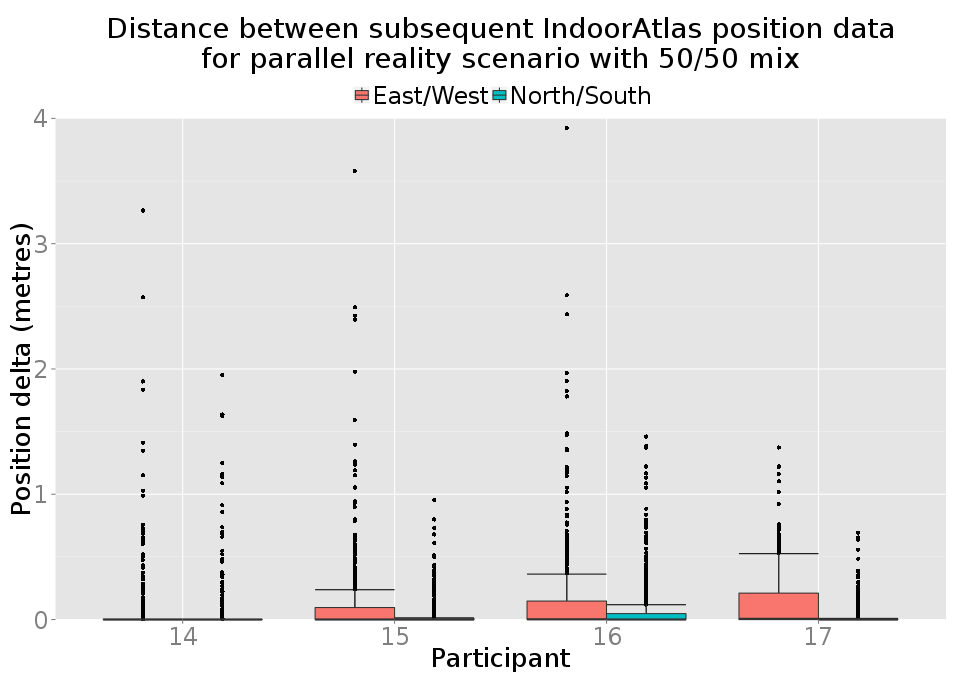 Distance between subsequent IndoorAtlas position data
for parallel reality scenario with 50/50 mix
East/West North/South
Position delta (metres)
4
3
2
1
0
14 15 16 17
Participant